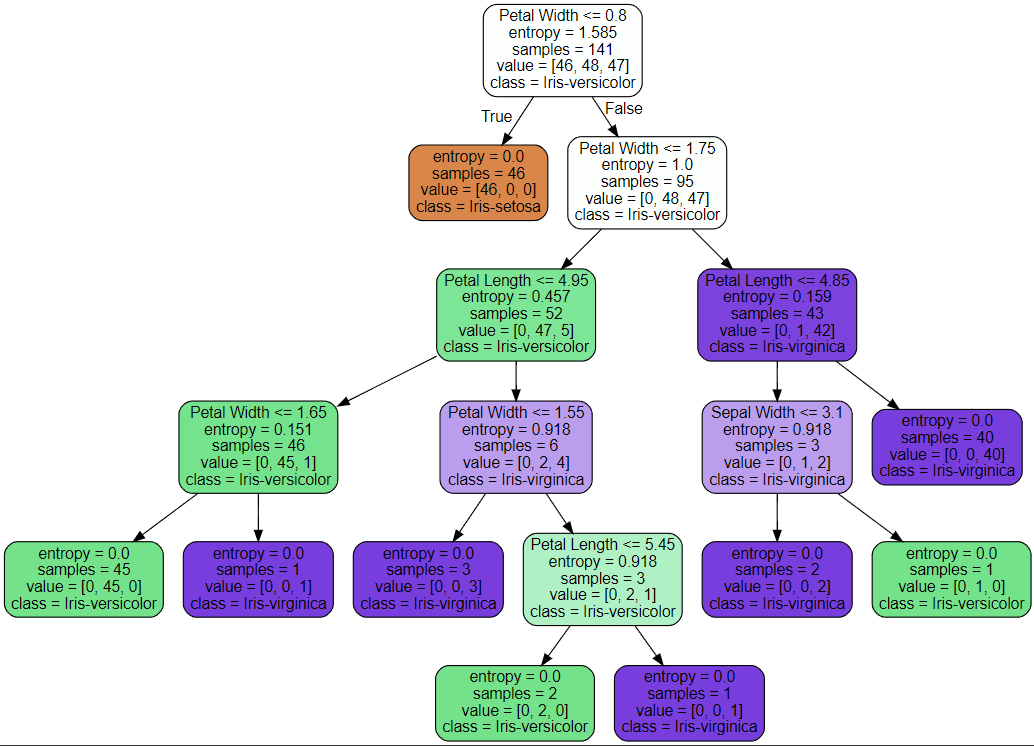 Petal Width <= 0.8
entropy = 1.585
samples = 141
value = [46, 48, 47]
class = Iris-versicolor
True
False
entropy = 0.0
samples = 46
value = [46, 0, 0]
class = Iris-setosa
Petal Width <= 1.75
entropy = 1.0
samples = 95
value = [0, 48, 47]
class = Iris-versicolor
Petal Length <= 4.95
entropy = 0.457
samples = 52
value = [0, 47, 5]
class = Iris-versicolor
Petal Length <= 4.85
entropy = 0.159
samples = 43
value = [0, 1, 42]
class = Iris-virginica
Petal Width <= 1.65
entropy = 0.151
samples = 46
value = [0, 45, 1]
class = Iris-versicolor
Petal Width <= 1.55
entropy = 0.918
samples = 6
value = [0, 2, 4]
class = Iris-virginica
Sepal Width <= 3.1
entropy = 0.918
samples = 3
value = [0, 1, 2]
class = Iris-virginica
entropy = 0.0
samples = 40
value = [0, 0, 40]
class = Iris-virginica
entropy = 0.0
samples = 45
value = [0, 45, 0]
class = Iris-versicolor
entropy = 0.0
samples = 1
value = [0, 0, 1]
class = Iris-virginica
entropy = 0.0
samples = 3
value = [0, 0, 3]
class = Iris-virginica
Petal Length <= 5.45
entropy = 0.918
samples = 3
value = [0, 2, 1]
class = Iris-versicolor
entropy = 0.0
samples = 2
value = [0, 0, 2]
class = Iris-virginica
entropy = 0.0
samples = 1
value = [0, 1, 0]
class = Iris-versicolor
entropy = 0.0
samples = 2
value = [0, 2, 0]
class = Iris-versicolor
entropy = 0.0
samples = 1
value = [0, 0, 1]
class = Iris-virginica